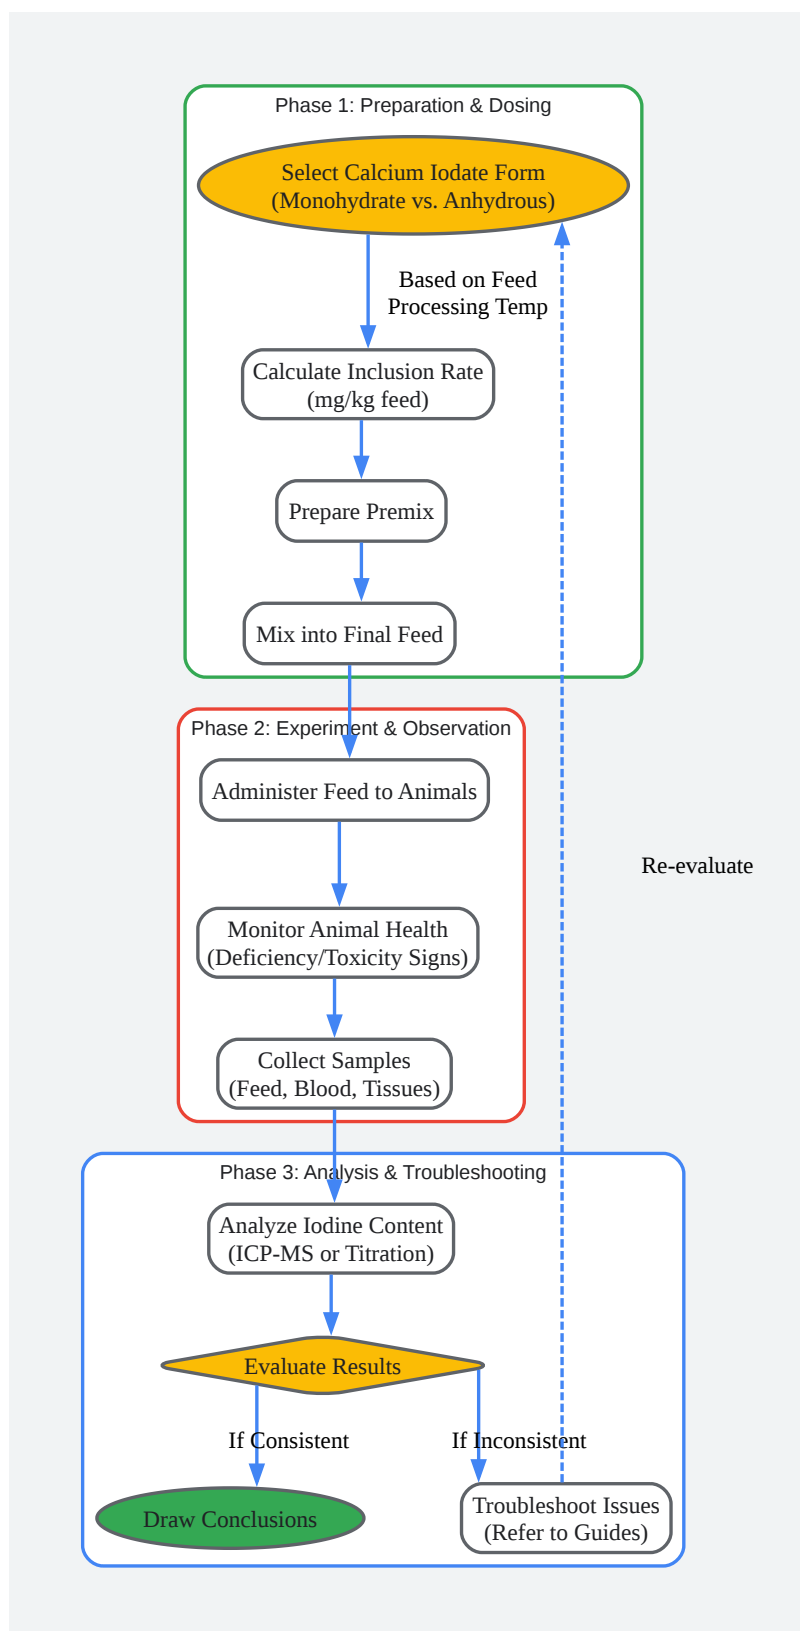 Phase 1: Preparation & Dosing
Select Calcium Iodate Form
(Monohydrate vs. Anhydrous)
Based on Feed
Processing Temp
Calculate Inclusion Rate
(mg/kg feed)
Prepare Premix
Mix into Final Feed
Phase 2: Experiment & Observation
Administer Feed to Animals
Re-evaluate
Monitor Animal Health
(Deficiency/Toxicity Signs)
Collect Samples
(Feed, Blood, Tissues)
Phase 3: Analysis & Troubleshooting
Analyze Iodine Content
(ICP-MS or Titration)
Evaluate Results
If Consistent
If Inconsistent
Draw Conclusions
Troubleshoot Issues
(Refer to Guides)